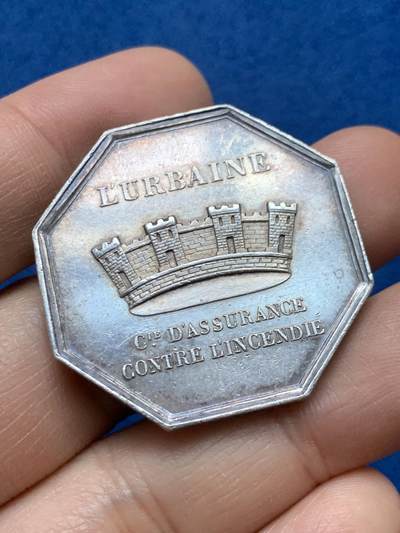 L'URBAINE
Cie D'ASSURANCE
CONTRE L'INCENDIE